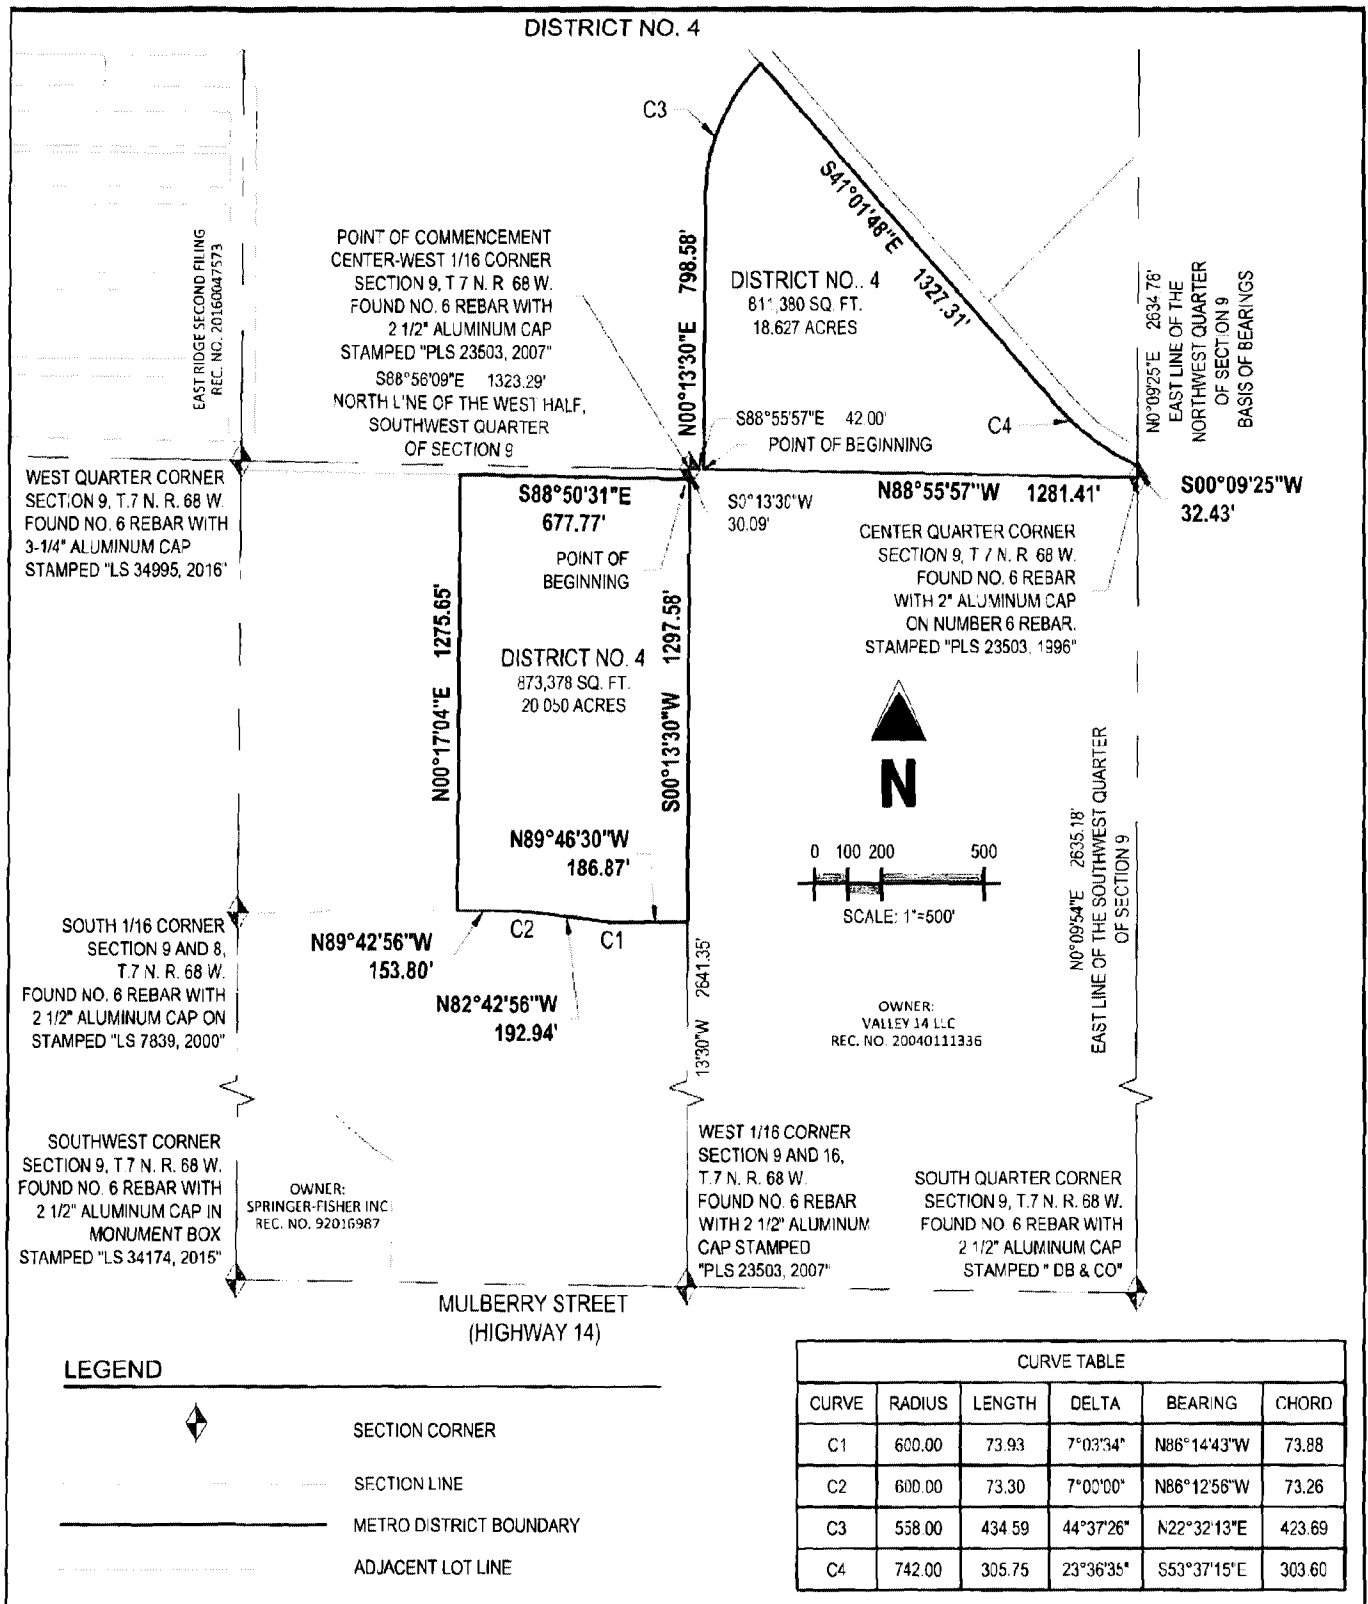 DISTRICT NO. 4
C3
S41°01'48"E 1327.31'
EAST RIDGE SECOND FILING
REC. NO. 20160047573
POINT OF COMMENCEMENT
CENTER-WEST 1/16 CORNER
SECTION 9, T 7 N. R 68 W.
FOUND NO. 6 REBAR WITH
2 1/2" ALUMINUM CAP
STAMPED "PLS 23503, 2007"
S88°56'09"E 1323.29'
NORTH LINE OF THE WEST HALF,
SOUTHWEST QUARTER
OF SECTION 9
N00°13'30"E 798.58'
DISTRICT NO.. 4
811,380 SQ. FT.
18.627 ACRES
S88°55'57"E 42.00'
POINT OF BEGINNING
C4
N0°09'25"E 2634.76'
EAST LINE OF THE
NORTHWEST QUARTER
OF SECTION 9
BASIS OF BEARINGS
WEST QUARTER CORNER
SECTION 9, T.7 N. R. 68 W.
FOUND NO. 6 REBAR WITH
3-1/4" ALUMINUM CAP
STAMPED "LS 34995, 2016"
S88°50'31"E
677.77'
POINT OF
BEGINNING
S0°13'30"W
30.09'
N88°55'57"W 1281.41'
S00°09'25"W
32.43'
CENTER QUARTER CORNER
SECTION 9, T 7 N. R. 68 W.
FOUND NO. 6 REBAR
WITH 2" ALUMINUM CAP
ON NUMBER 6 REBAR.
STAMPED "PLS 23503, 1996"
N00°17'04"E 1275.65'
DISTRICT NO. 4
873,378 SQ. FT.
20 050 ACRES
S00°13'30"W 1297.58'
N
0 100 200 500
SCALE: 1"=500'
N89°46'30"W
186.87'
C2
C1
N89°42'56"W
153.80'
N82°42'56"W
192.94'
SOUTH 1/16 CORNER
SECTION 9 AND 8,
T.7 N. R. 68 W.
FOUND NO. 6 REBAR WITH
2 1/2" ALUMINUM CAP ON
STAMPED "LS 7839, 2000"
13'30"W 2641.35'
OWNER:
VALLEY 14 LLC
REC. NO. 20040111336
N0°09'54"E 2635.18'
EAST LINE OF THE SOUTHWEST QUARTER
OF SECTION 9
SOUTHWEST CORNER
SECTION 9, T.7 N. R. 68 W.
FOUND NO. 6 REBAR WITH
2 1/2" ALUMINUM CAP IN
MONUMENT BOX
STAMPED "LS 34174, 2015"
OWNER:
SPRINGER-FISHER INC
REC. NO. 92016987
WEST 1/16 CORNER
SECTION 9 AND 16,
T.7 N. R. 68 W.
FOUND NO. 6 REBAR
WITH 2 1/2" ALUMINUM
CAP STAMPED
"PLS 23503, 2007"
SOUTH QUARTER CORNER
SECTION 9, T.7 N. R. 68 W.
FOUND NO. 6 REBAR WITH
2 1/2" ALUMINUM CAP
STAMPED " DB & CO"
MULBERRY STREET
(HIGHWAY 14)
LEGEND
SECTION CORNER
SECTION LINE
METRO DISTRICT BOUNDARY
ADJACENT LOT LINE
CURVE TABLE
CURVE RADIUS LENGTH DELTA BEARING CHORD
C1 600.00 73.93 7°03'34" N86°14'43"W 73.88
C2 600.00 73.30 7°00'00" N86°12'56"W 73.26
C3 558.00 434.59 44°37'26" N22°32'13"E 423.69
C4 742.00 305.75 23°36'35" S53°37'15"E 303.60